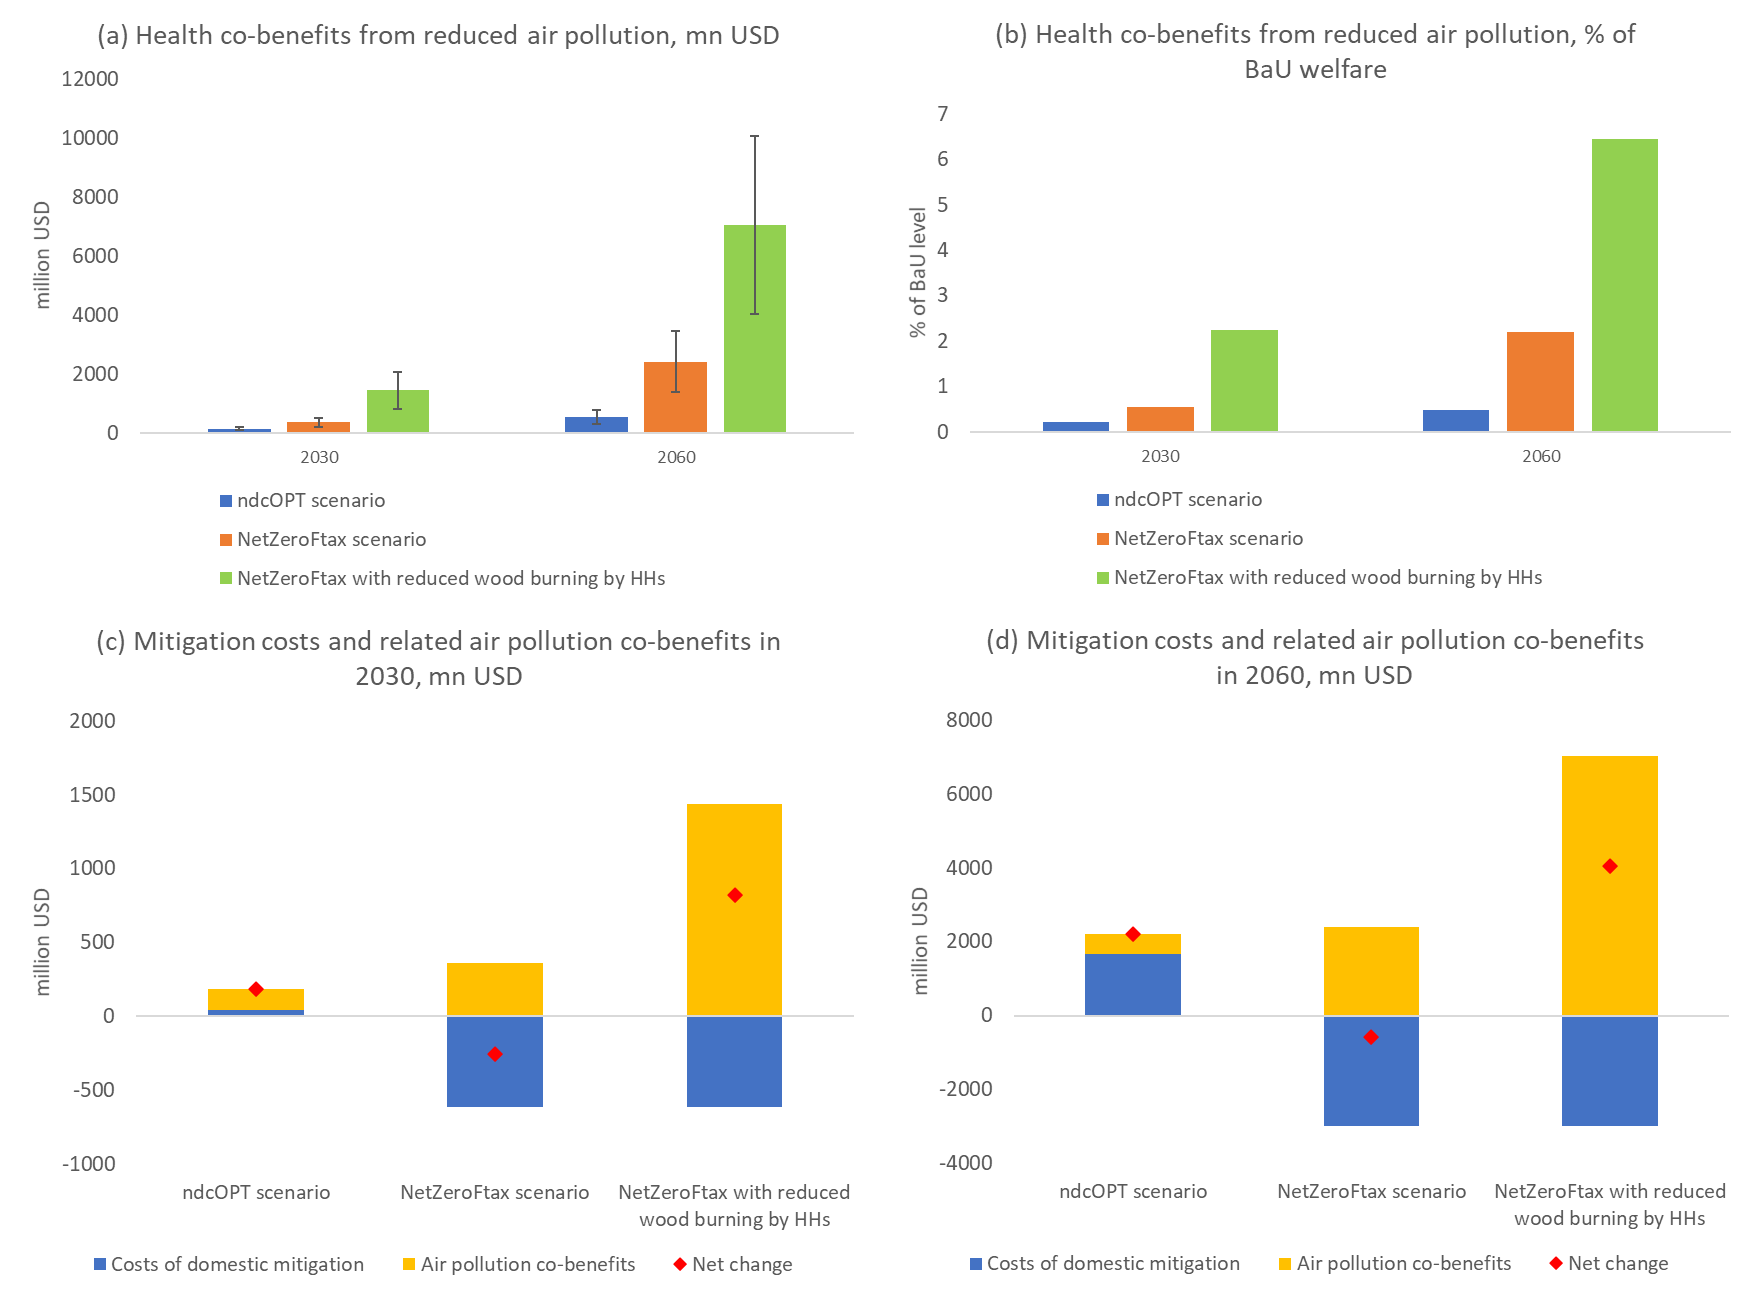 (a) Health co-benefits from reduced air pollution, mn USD
12000
10000
8000
6000
4000
2000
0
million USD
2030
2060
ndcOPT scenario
NetZeroFtax scenario
NetZeroFtax with reduced wood burning by HHs
(b) Health co-benefits from reduced air pollution, % of
BaU welfare
7
6
5
4
3
2
1
0
% of BaU level
2030
2060
ndcOPT scenario
NetZeroFtax scenario
NetZeroFtax with reduced wood burning by HHs
(c) Mitigation costs and related air pollution co-benefits in
2030, mn USD
2000
1500
1000
500
0
-500
-1000
million USD
ndcOPT scenario
NetZeroFtax scenario
NetZeroFtax with reduced
wood burning by HHs
Costs of domestic mitigation
Air pollution co-benefits
Net change
(d) Mitigation costs and related air pollution co-benefits
in 2060, mn USD
8000
6000
4000
2000
0
-2000
-4000
million USD
ndcOPT scenario
NetZeroFtax scenario
NetZeroFtax with reduced
wood burning by HHs
Costs of domestic mitigation
Air pollution co-benefits
Net change